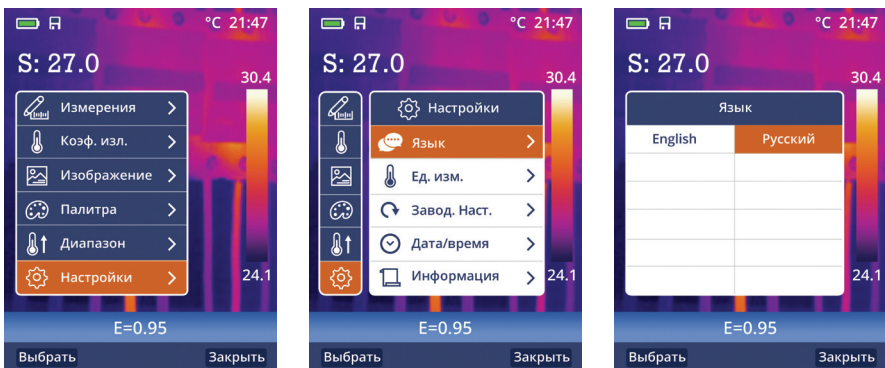 °C 21:47
S: 27.0
30.4
Измерения
Коэф. изл.
Изображение
Палитра
Диапазон
Настройки
24.1
E=0.95
Выбрать Закрыть
°C 21:47
S: 27.0
30.4
Настройки
Язык
Ед. изм.
Завод. Наст.
Дата/время
Информация
24.1
E=0.95
Выбрать Закрыть
°C 21:47
S: 27.0
30.4
Язык
English Русский
24.1
E=0.95
Выбрать Закрыть